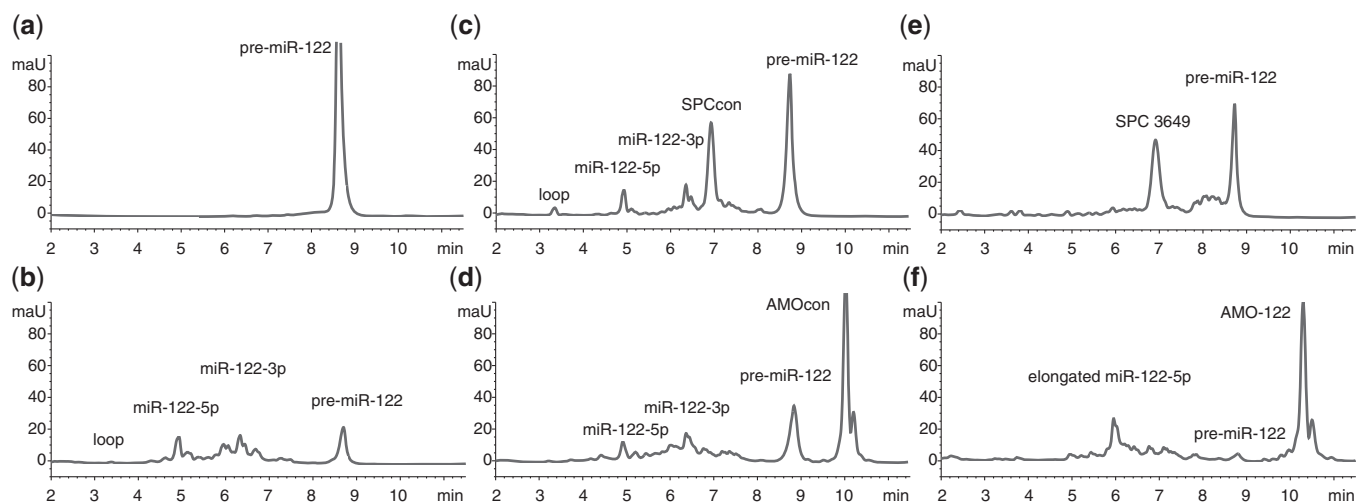 (a)
pre-miR-122
maU
80
60
40
20
0
2 3 4 5 6 7 8 9 10 min
(c)
pre-miR-122
maU
80
SPCcon
60
miR-122-3p
40
miR-122-5p
20
loop
0
2 3 4 5 6 7 8 9 10 min
(e)
maU
pre-miR-122
80
60
SPC 3649
40
20
0
2 3 4 5 6 7 8 9 10 min
(b)
maU
80
60
miR-122-3p
40
miR-122-5p
pre-miR-122
20
loop
0
2 3 4 5 6 7 8 9 10 min
(d)
AMOcon
maU
80
60
pre-miR-122
40
miR-122-3p
miR-122-5p
20
0
2 3 4 5 6 7 8 9 10 min
(f)
maU
AMO-122
80
60
elongated miR-122-5p
40
20
pre-miR-122
0
2 3 4 5 6 7 8 9 10 min